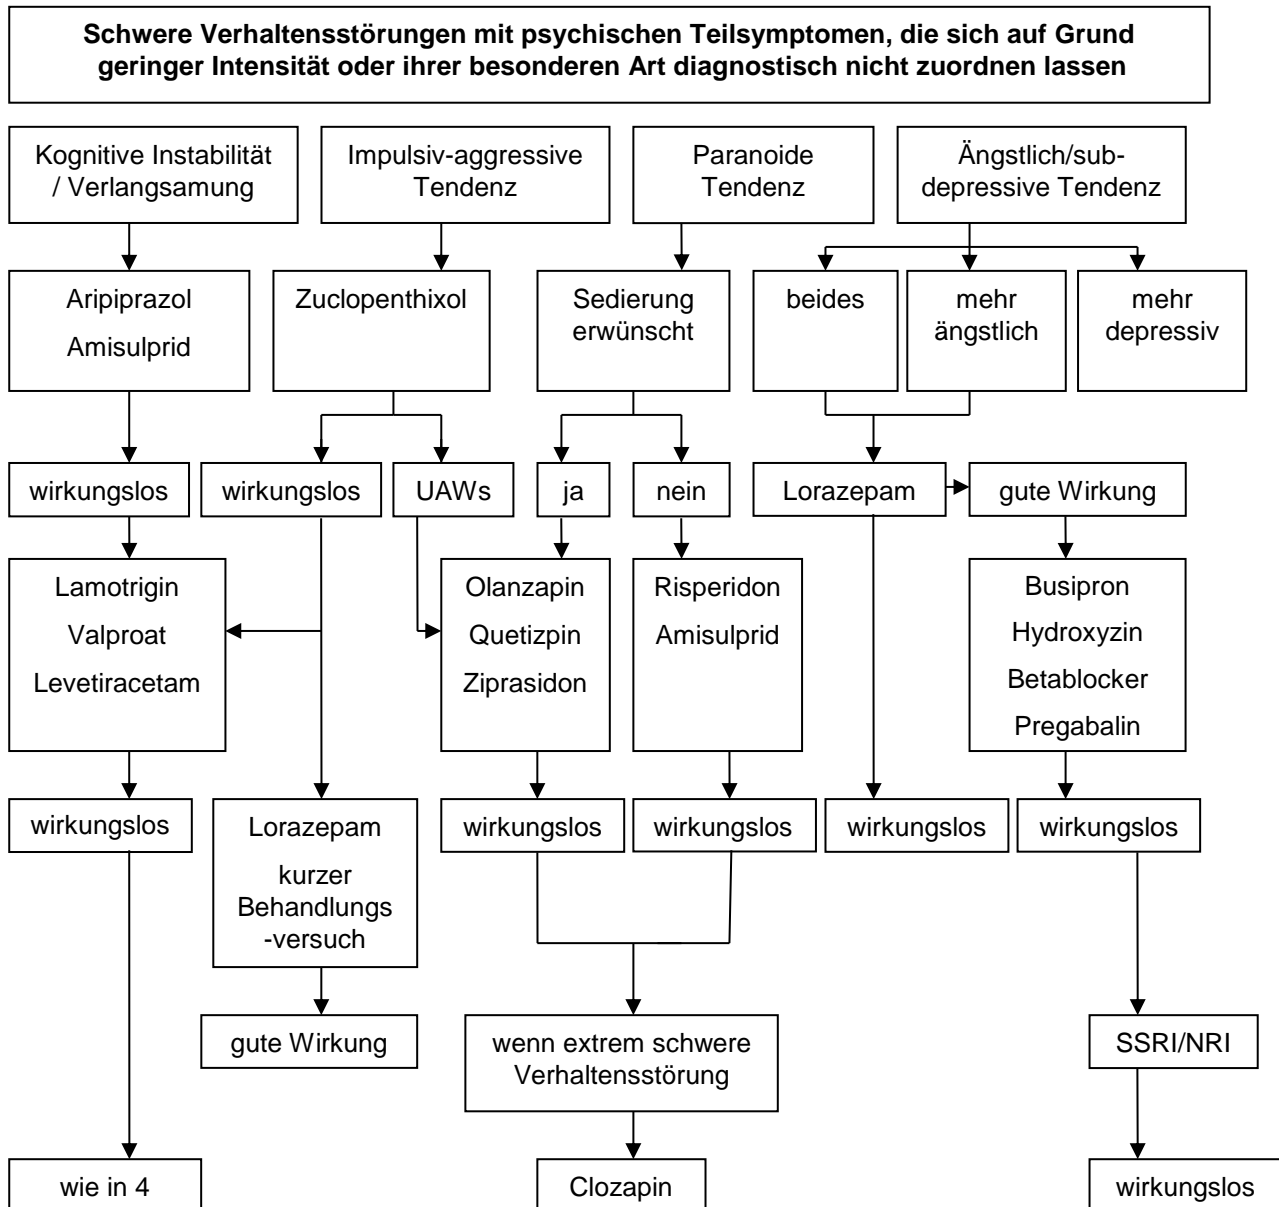 Schwere Verhaltensstörungen mit psychischen Teilsymptomen, die sich auf Grund
geringer Intensität oder ihrer besonderen Art diagnostisch nicht zuordnen lassen
Kognitive Instabilität
/ Verlangsamung
Impulsiv-aggressive
Tendenz
Paranoide
Tendenz
Ängstlich/sub-
depressive Tendenz
Aripiprazol
Amisulprid
Zuclopenthixol
Sedierung
erwünscht
beides
mehr
ängstlich
mehr
depressiv
wirkungslos
wirkungslos
UAWs
ja
nein
Lorazepam
gute Wirkung
Lamotrigin
Valproat
Levetiracetam
Olanzapin
Quetizpin
Ziprasidon
Risperidon
Amisulprid
Busipron
Hydroxyzin
Betablocker
Pregabalin
wirkungslos
Lorazepam
kurzer
Behandlungs
-versuch
wirkungslos
wirkungslos
wirkungslos
wirkungslos
gute Wirkung
wenn extrem schwere
Verhaltensstörung
SSRI/NRI
wie in 4
Clozapin
wirkungslos